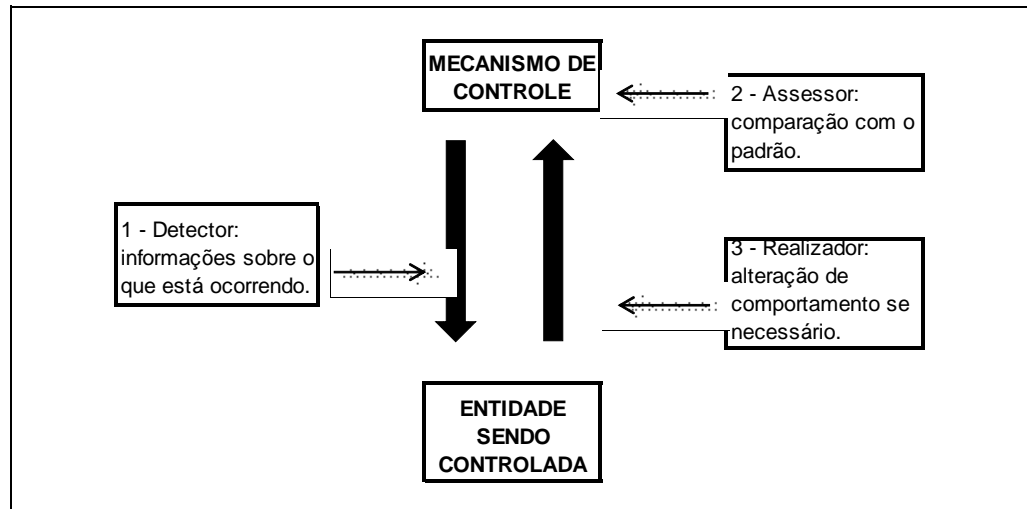 MECANISMO DE
CONTROLE
2 - Assessor:
comparação com o
padrão.
1 - Detector:
informações sobre o
que está ocorrendo.
3 - Realizador:
alteração de
comportamento se
necessário.
ENTIDADE
SENDO
CONTROLADA